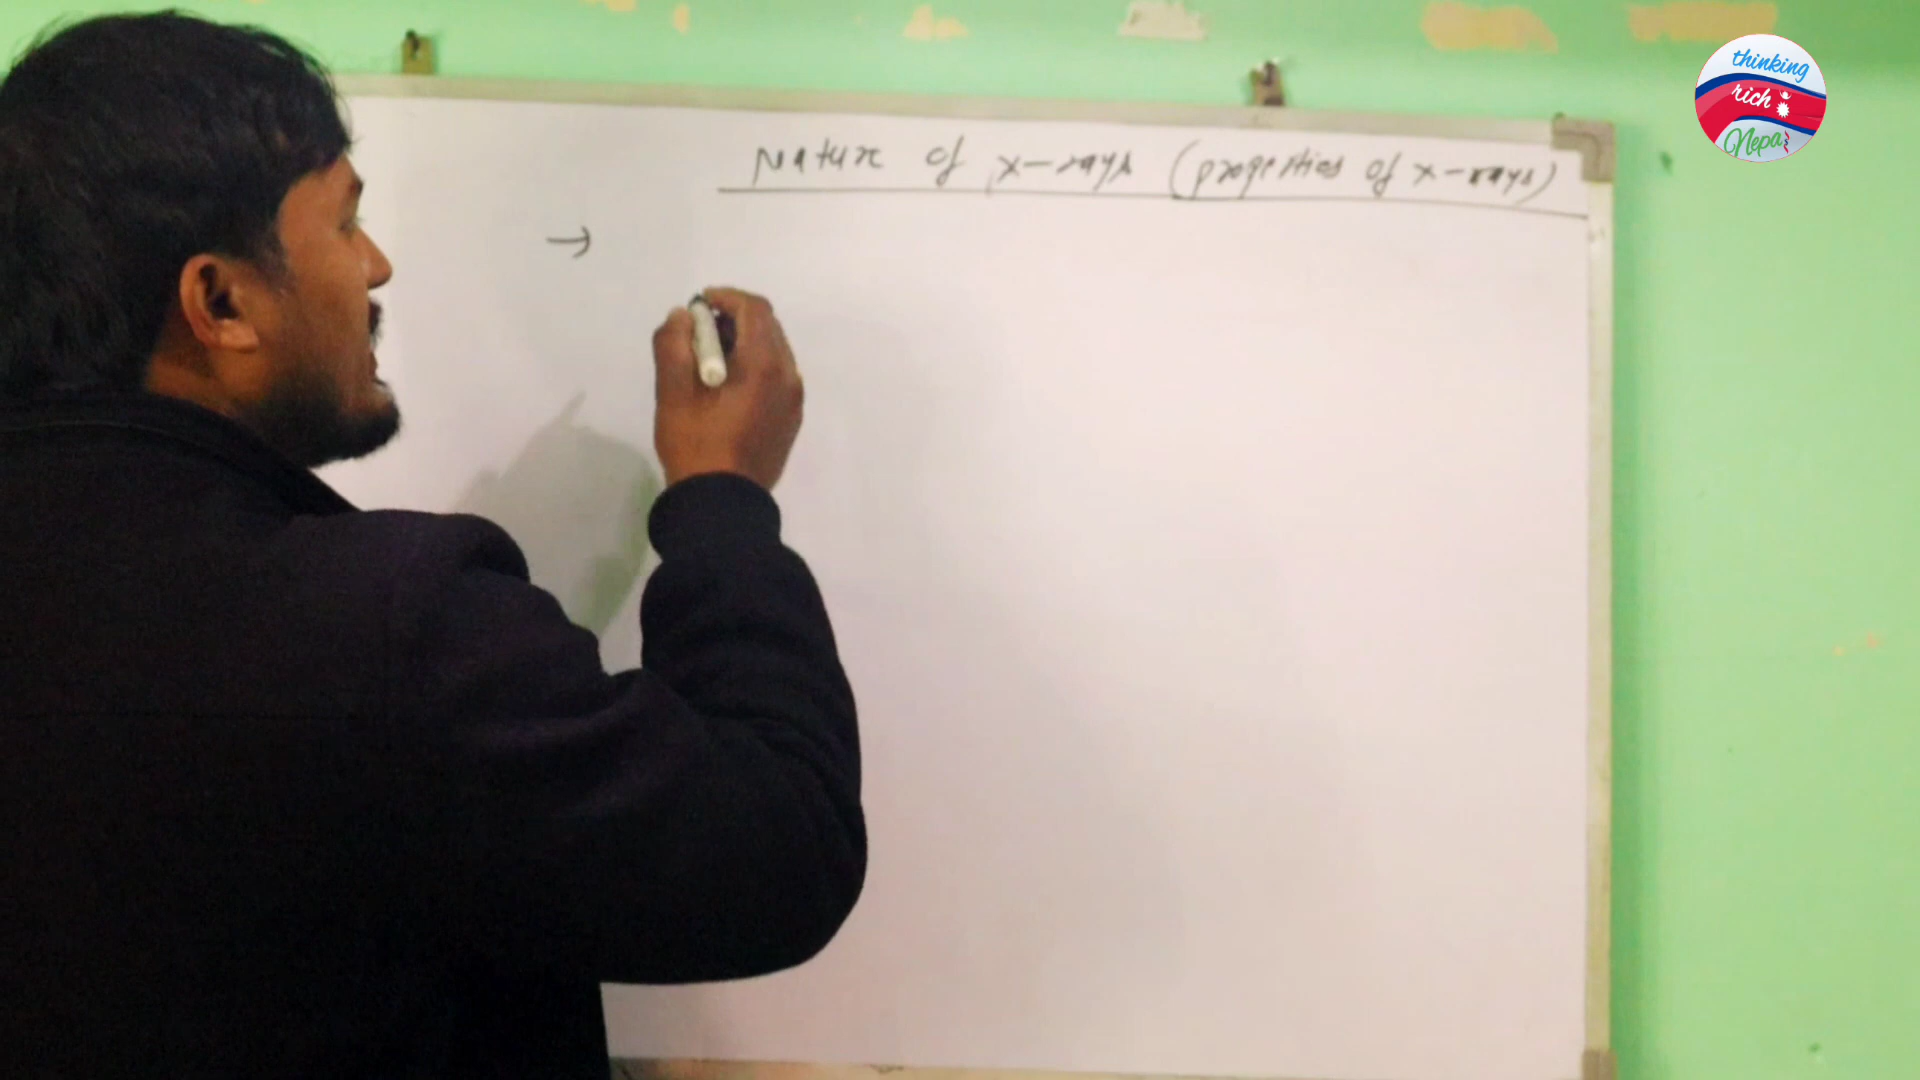 Nature of x-rays (properties of x-rays)
→
thinking
rich
Nepal